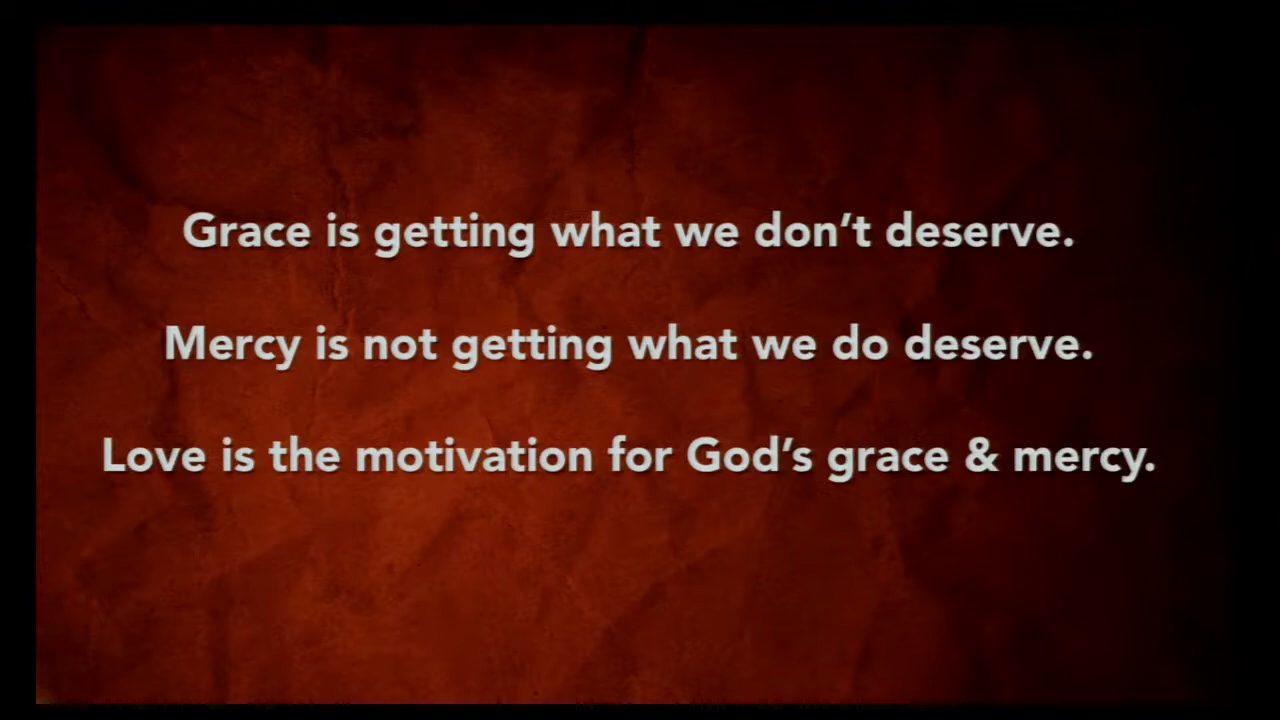 Grace is getting what we don’t deserve.
Mercy is not getting what we do deserve.
Love is the motivation for God’s grace & mercy.